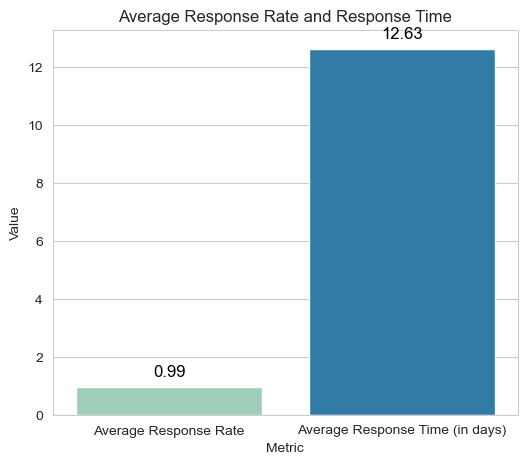 Average Response Rate and Response Time
12.63
12
10
8
6
4
2
0
Value
0.99
Average Response Rate
Average Response Time (in days)
Metric